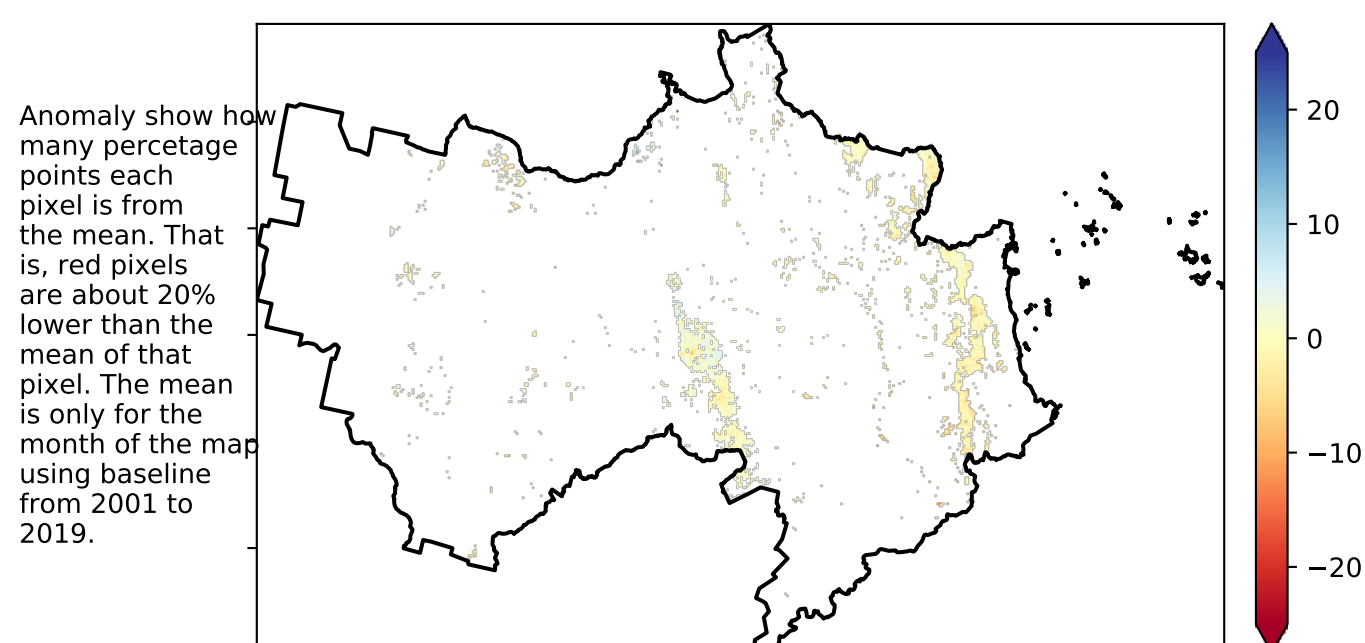 Anomaly show how
many percetage
points each
pixel is from
the mean. That
is, red pixels
are about 20%
lower than the
mean of that
pixel. The mean
is only for the
month of the map
using baseline
from 2001 to
2019.
20
10
0
−10
−20